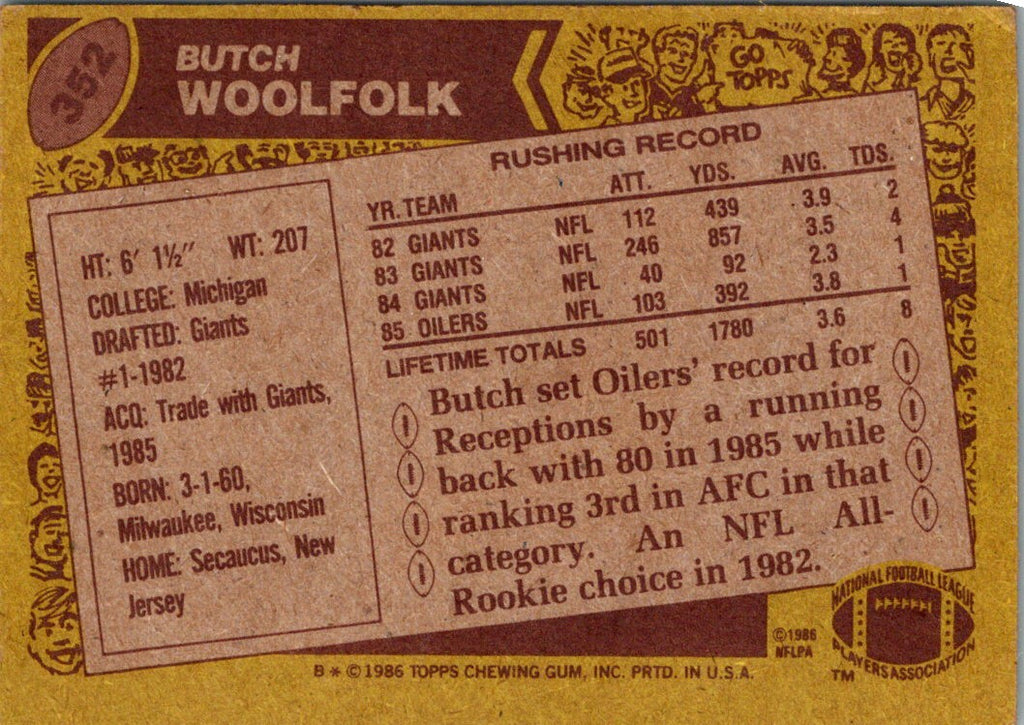 352
BUTCH
WOOLFOLK
GO
TOPPS
RUSHING RECORD
YR. TEAM ATT. YDS. AVG. TDS.
82 GIANTS NFL 112 439 3.9 2
83 GIANTS NFL 246 857 3.5 4
84 GIANTS NFL 40 92 2.3 1
85 OILERS NFL 103 392 3.8 1
LIFETIME TOTALS 501 1780 3.6 8
HT: 6′ 1½″ WT: 207
COLLEGE: Michigan
DRAFTED: Giants
#1-1982
ACQ: Trade with Giants,
1985
BORN: 3-1-60,
Milwaukee, Wisconsin
HOME: Secaucus, New
Jersey
Butch set Oilers' record for
Receptions by a running
back with 80 in 1985 while
ranking 3rd in AFC in that
category. An NFL All-
Rookie choice in 1982.
©1986
NFLPA
NATIONAL FOOTBALL LEAGUE
PLAYERS ASSOCIATION
TM
B * © 1986 TOPPS CHEWING GUM, INC. PRTD. IN U.S.A.